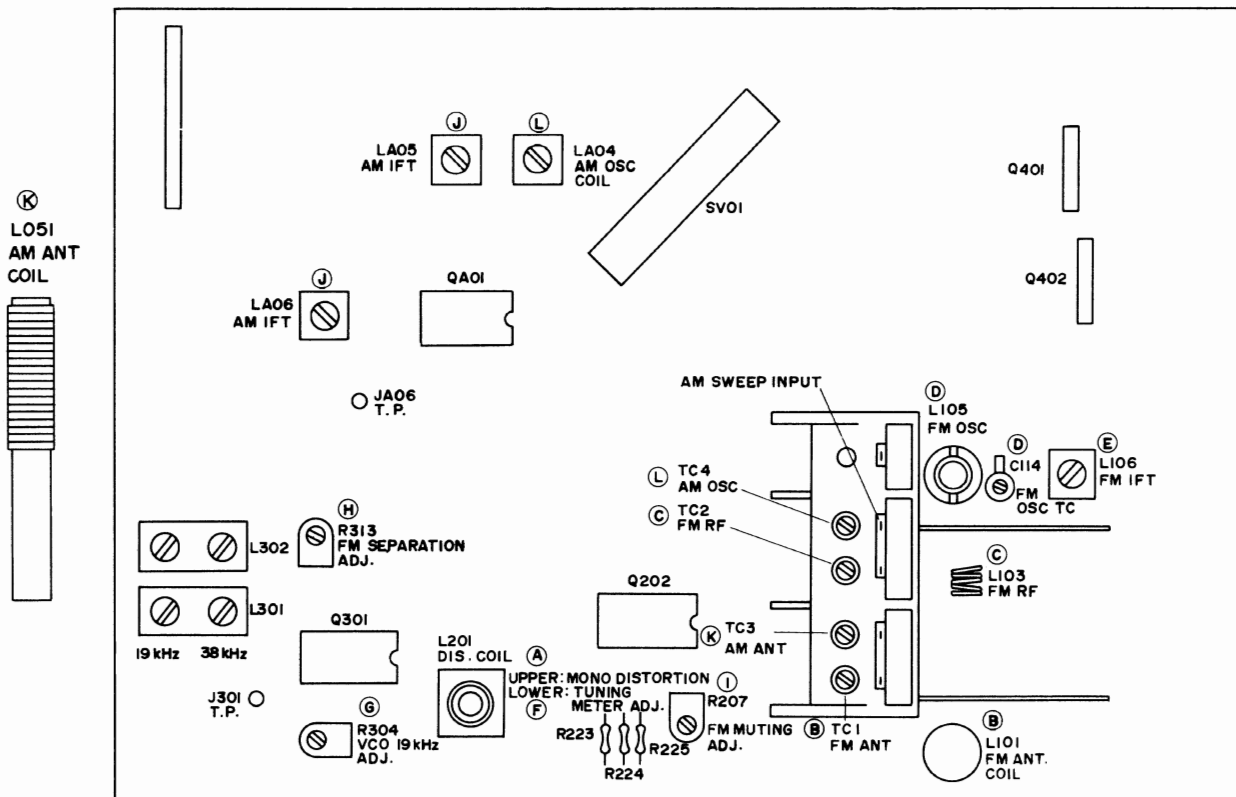 J
L
LA05
AM IFT
LA04
AM OSC
COIL
SV01
Q401
K
L051
AM ANT
COIL
Q402
J
LA06
AM IFT
QA01
JA06
T.P.
AM SWEEP INPUT
D
L105
FM OSC
D
C114
FM
OSC TC
E
L106
FM IFT
L
TC4
AM OSC
C
TC2
FM RF
H
R313
FM SEPARATION
ADJ.
L302
L301
19 kHz
38 kHz
C
L103
FM RF
Q202
Q301
K
TC3
AM ANT
L201
DIS. COIL
A
UPPER: MONO DISTORTION
LOWER: TUNING
METER ADJ.
F
I
R207
FM MUTING
ADJ.
J301
T.P.
G
R304
VCO 19 kHz
ADJ.
R223
R225
R224
B
TC1
FM ANT
B
L101
FM ANT.
COIL